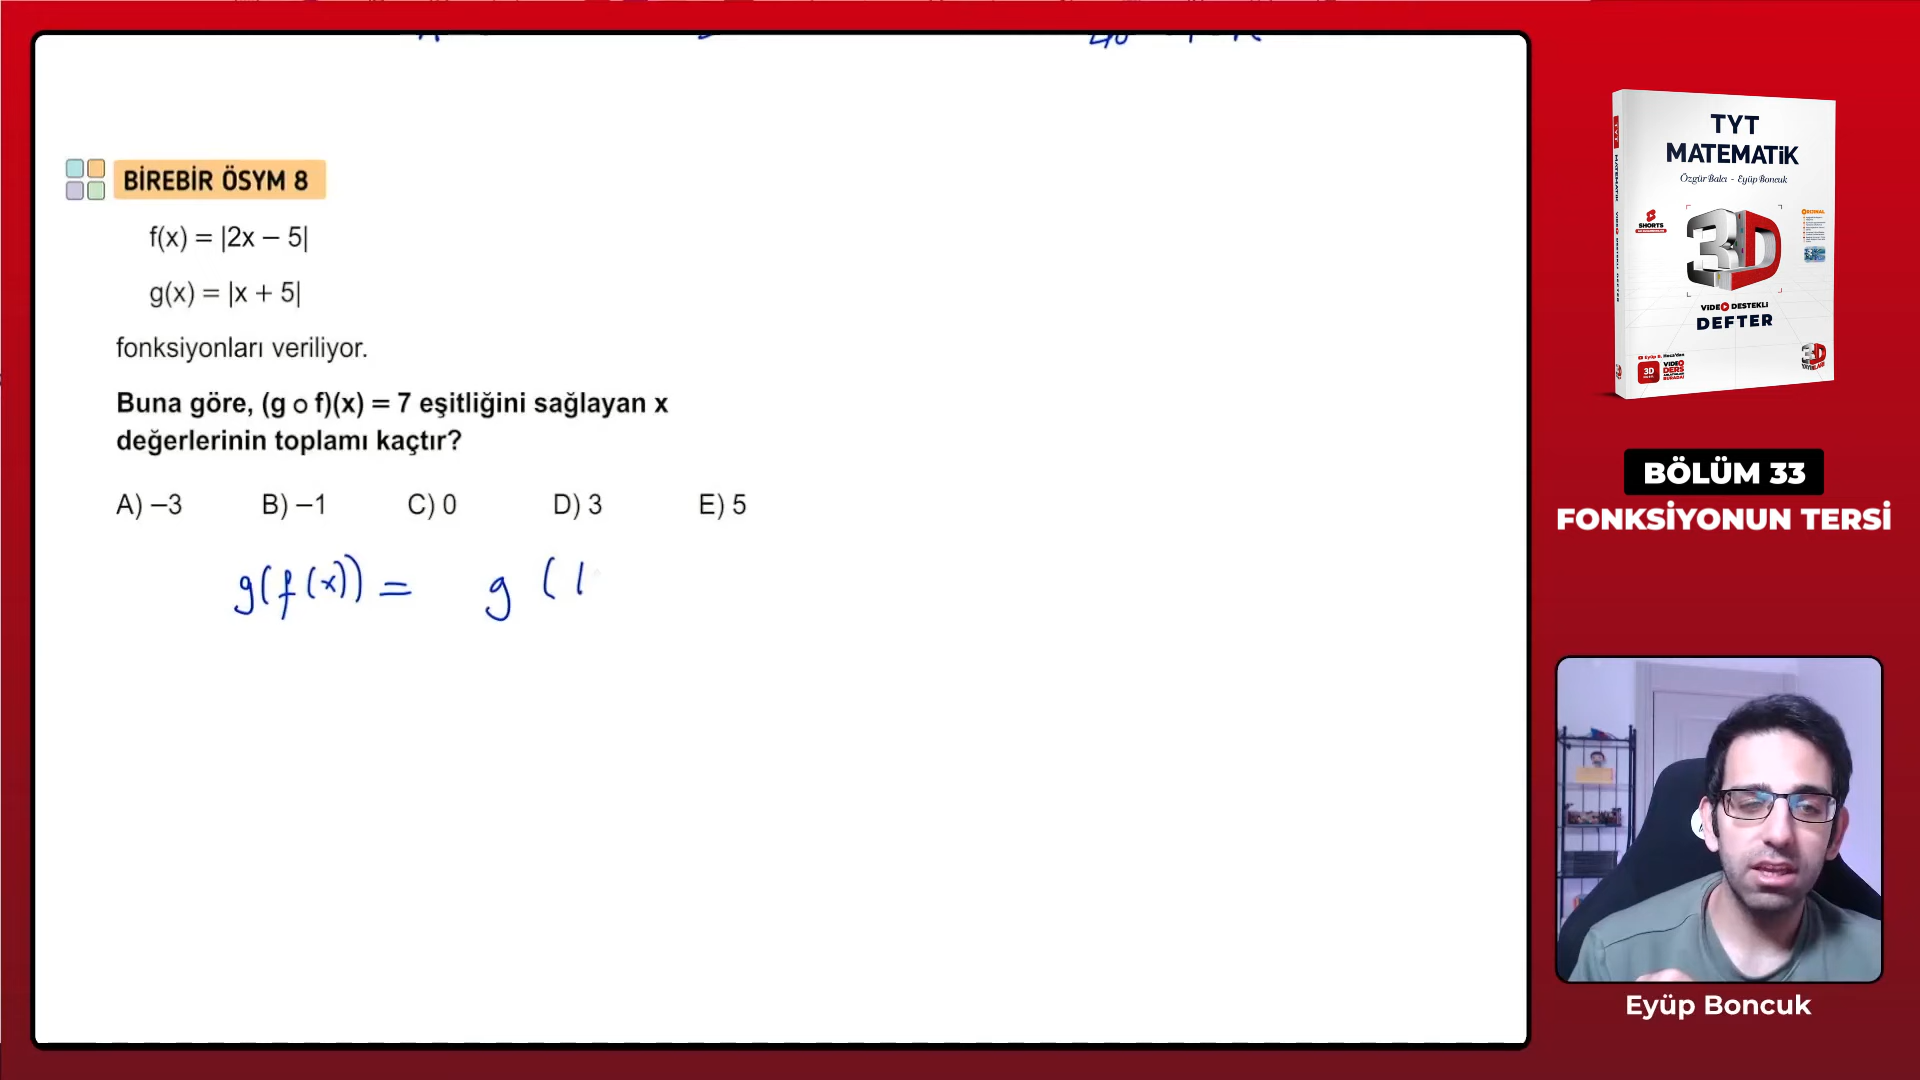 BİREBİR ÖSYM 8
f(x) = |2x – 5|
g(x) = |x + 5|
fonksiyonları veriliyor.
Buna göre, (g o f)(x) = 7 eşitliğini sağlayan x
değerlerinin toplamı kaçtır?
A) –3 B) –1 C) 0 D) 3 E) 5
g(f(x)) = g (|
TYT
MATEMATİK
Özgür Balcı - Eyüp Boncuk
SHORTS
3D
VIDEO DESTEKLİ
DEFTER
BÖLÜM 33
FONKSİYONUN TERSİ
Eyüp Boncuk